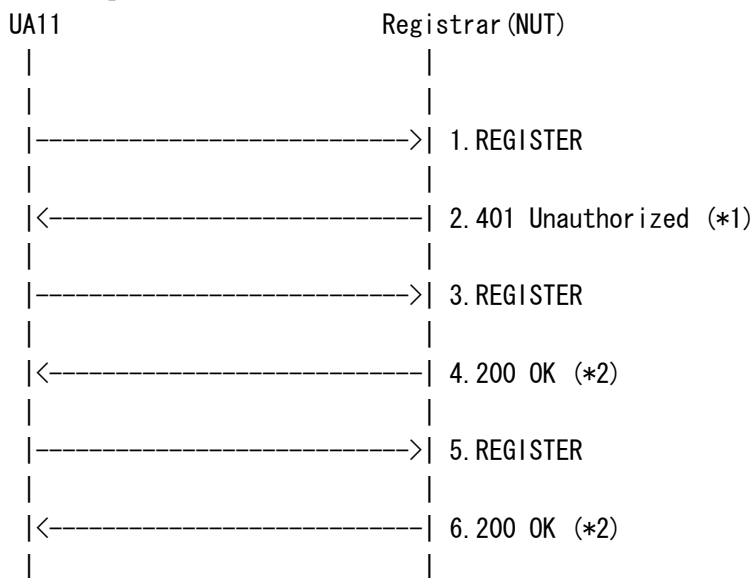 UA11 Registrar(NUT)
1.REGISTER
2.401 Unauthorized (*1)
3.REGISTER
4.200 OK (*2)
5.REGISTER
6.200 OK (*2)